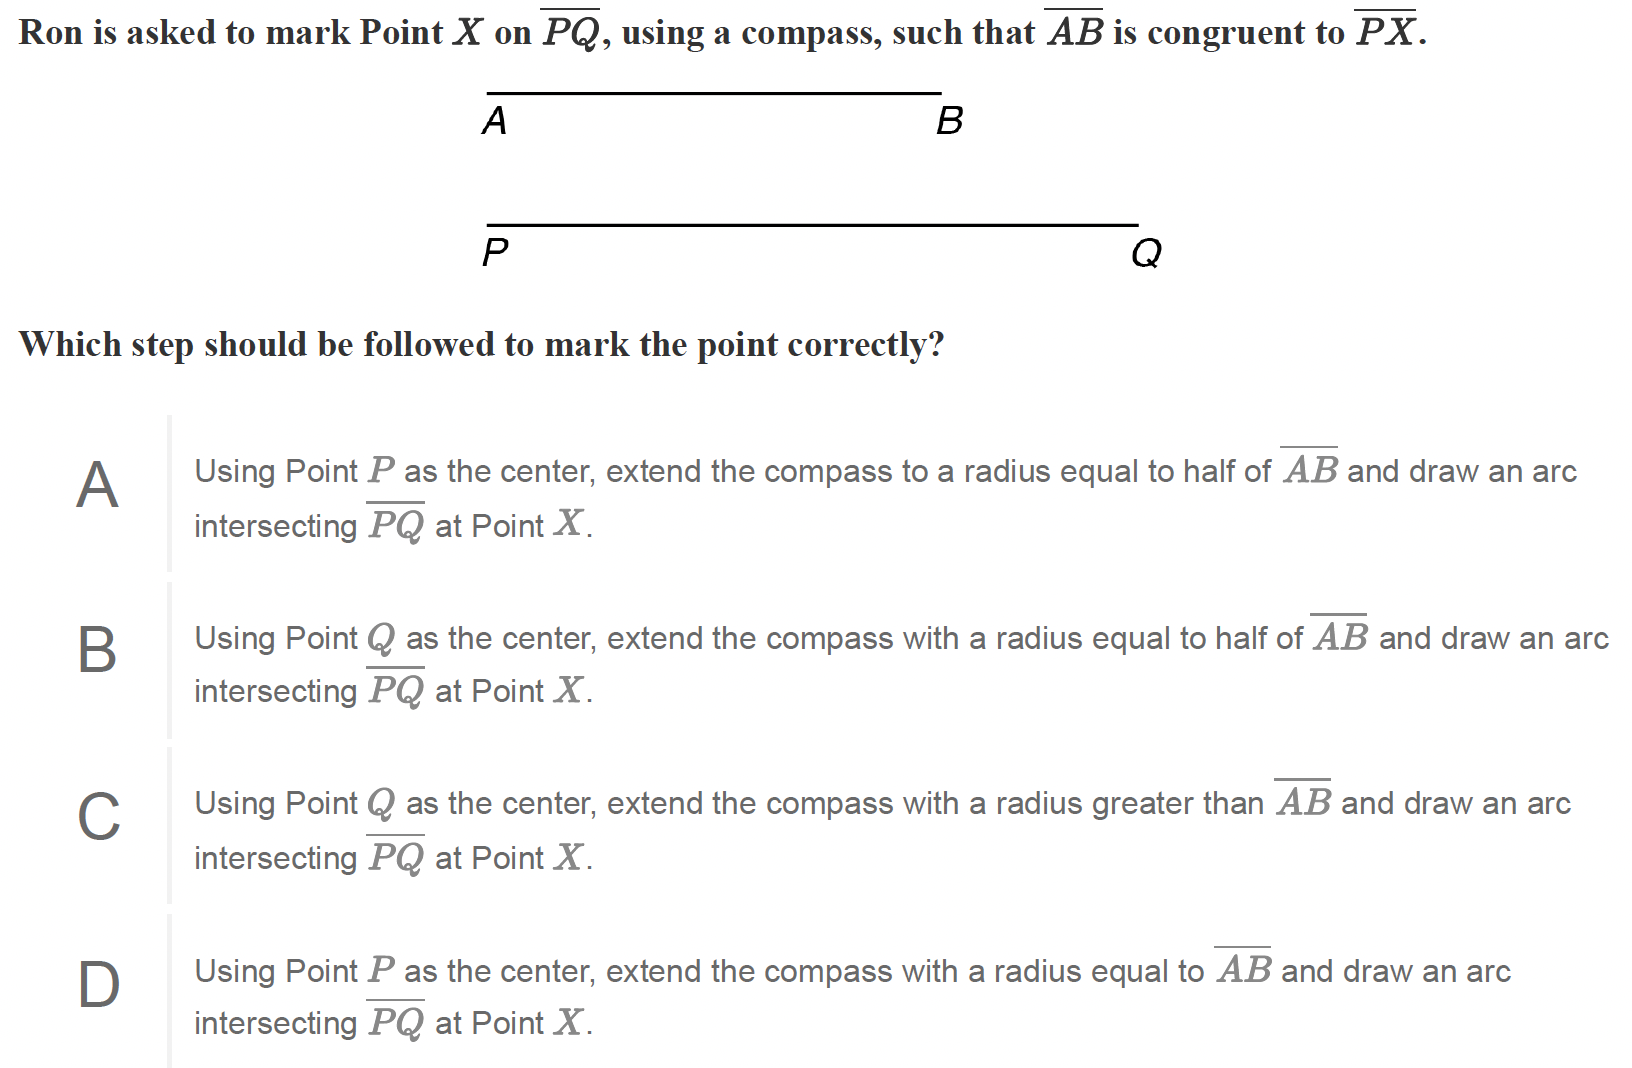 Ron is asked to mark Point X on PQ, using a compass, such that AB is congruent to PX.
A B
P Q
Which step should be followed to mark the point correctly?
A Using Point P as the center, extend the compass to a radius equal to half of AB and draw an arc
intersecting PQ at Point X.
B Using Point Q as the center, extend the compass with a radius equal to half of AB and draw an arc
intersecting PQ at Point X.
C Using Point Q as the center, extend the compass with a radius greater than AB and draw an arc
intersecting PQ at Point X.
D Using Point P as the center, extend the compass with a radius equal to AB and draw an arc
intersecting PQ at Point X.